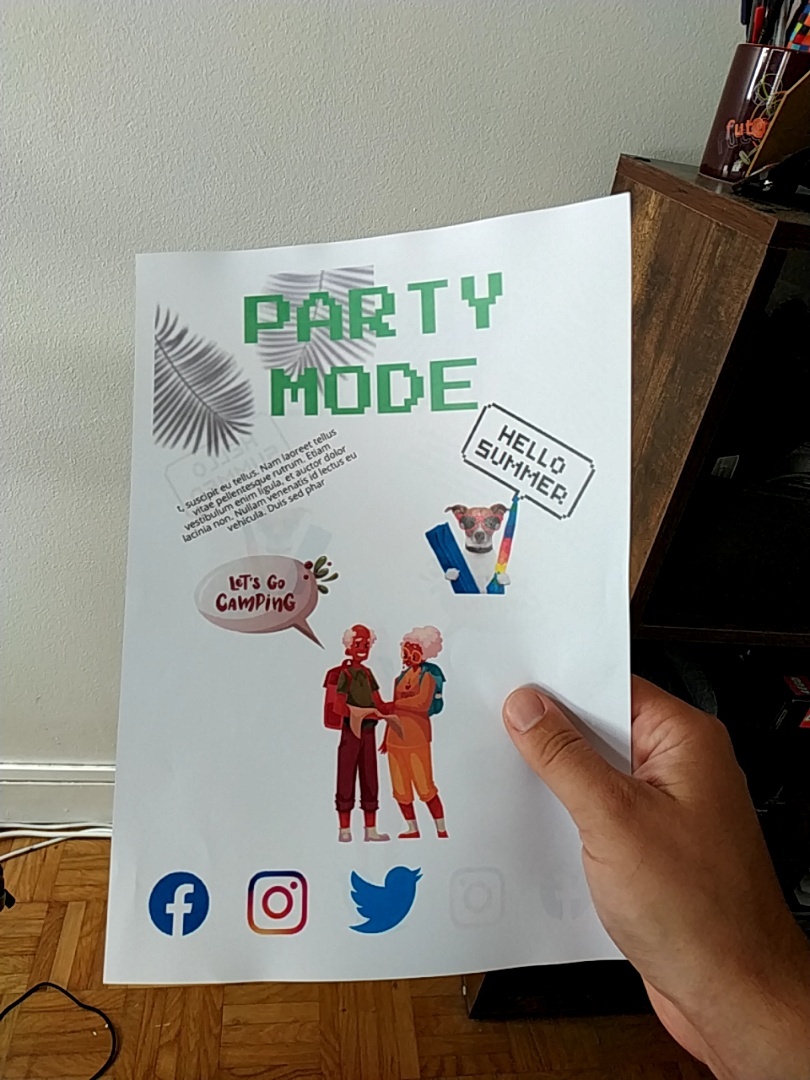 PARTY
MODE
HELLO
SUMMER
t, suscipit eu tellus. Nam laoreet tellus
vitae pellentesque rutrum. Etiam
vestibulum enim ligula, et auctor dolor
lacinia non. Nullam venenatis id lectus eu
vehicula. Duis sed phar
LET'S GO
CAMPING